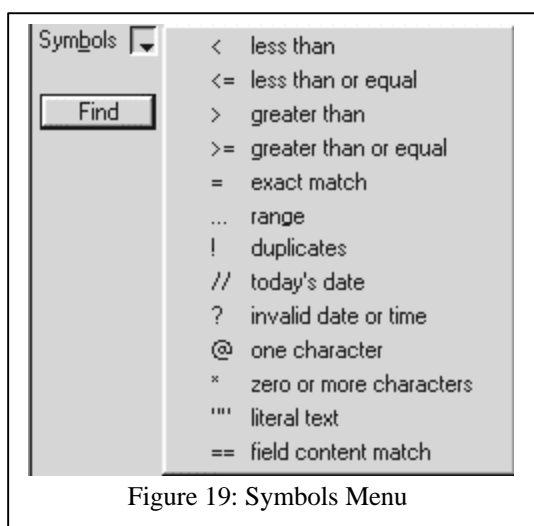 Symbols
< less than
<= less than or equal
Find
> greater than
>= greater than or equal
= exact match
... range
! duplicates
// today's date
? invalid date or time
@ one character
* zero or more characters
"" literal text
== field content match
Figure 19: Symbols Menu